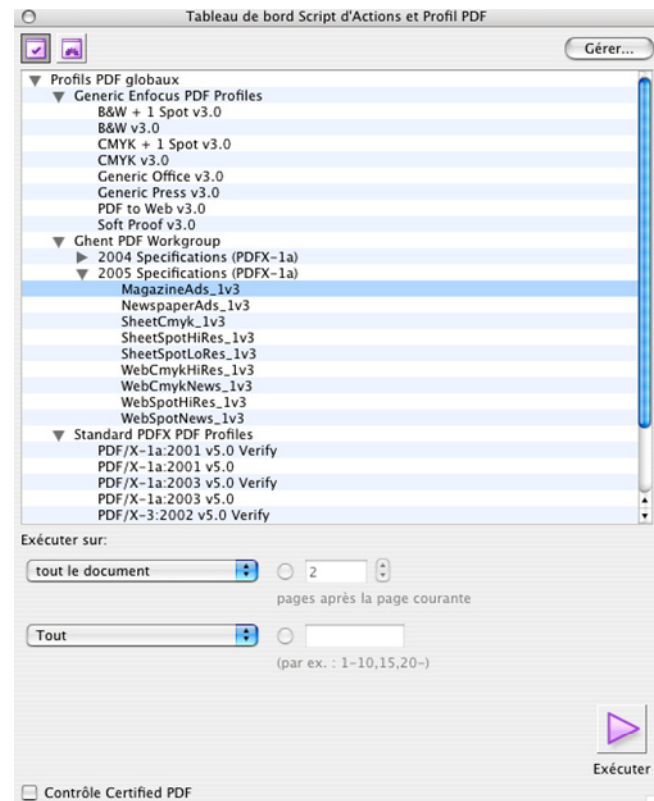 Tableau de bord Script d'Actions et Profil PDF
Gérer...
Profils PDF globaux
Generic Enfocus PDF Profiles
B&W + 1 Spot v3.0
B&W v3.0
CMYK + 1 Spot v3.0
CMYK v3.0
Generic Office v3.0
Generic Press v3.0
PDF to Web v3.0
Soft Proof v3.0
Ghent PDF Workgroup
2004 Specifications (PDFX-1a)
2005 Specifications (PDFX-1a)
MagazineAds_1v3
NewspaperAds_1v3
SheetCmyk_1v3
SheetSpotHiRes_1v3
SheetSpotLoRes_1v3
WebCmykHiRes_1v3
WebCmykNews_1v3
WebSpotHiRes_1v3
WebSpotNews_1v3
Standard PDFX PDF Profiles
PDF/X-1a:2001 v5.0 Verify
PDF/X-1a:2001 v5.0
PDF/X-1a:2003 v5.0 Verify
PDF/X-1a:2003 v5.0
PDF/X-3:2002 v5.0 Verify
Exécuter sur:
tout le document 2
pages après la page courante
Tout
(par ex. : 1-10,15,20-)
Exécuter
Contrôle Certified PDF